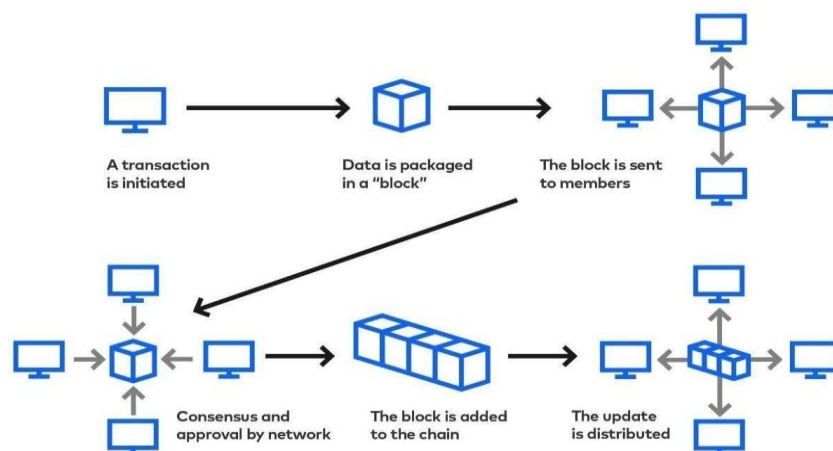 A transaction
is initiated
Data is packaged
in a “block”
The block is sent
to members
Consensus and
approval by network
The block is added
to the chain
The update
is distributed